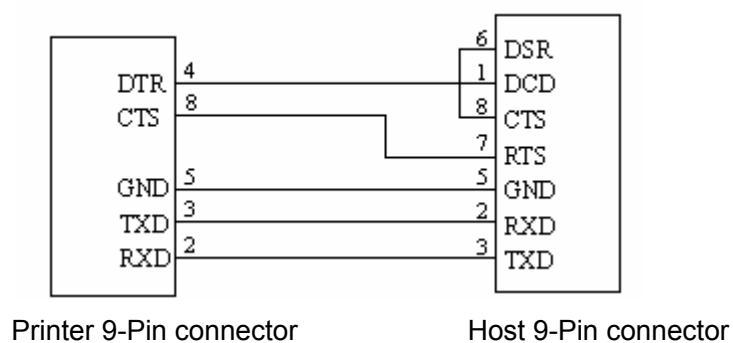 6 DSR
DTR 4 1 DCD
CTS 8 8 CTS
7 RTS
GND 5 5 GND
TXD 3 2 RXD
RXD 2 3 TXD
Printer 9-Pin connector Host 9-Pin connector